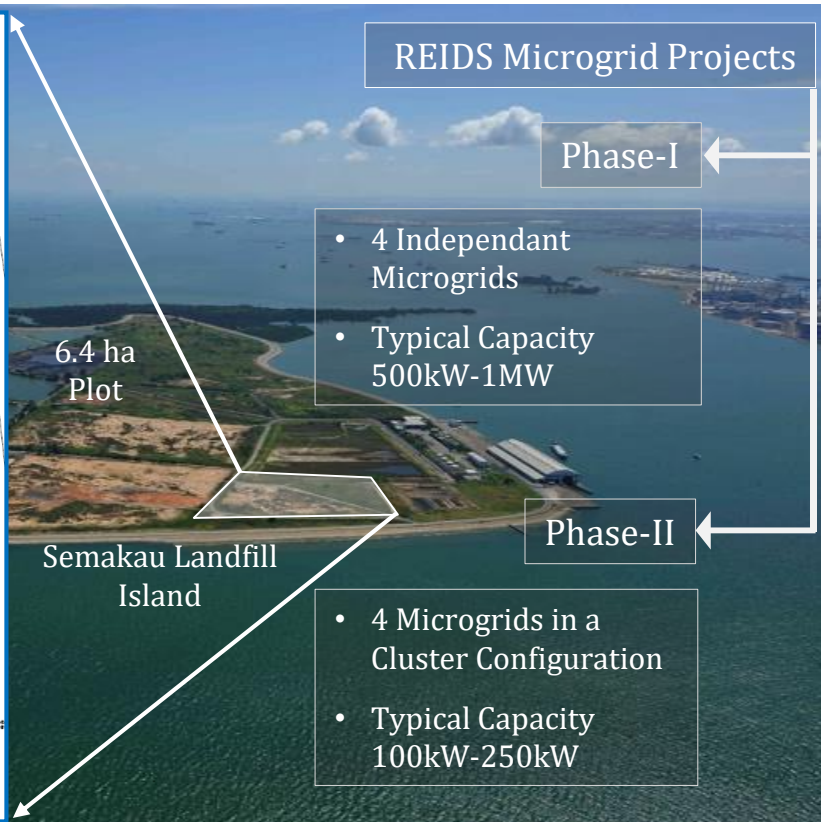 REIDS Microgrid Projects
Phase-I
• 4 Independant
Microgrids
• Typical Capacity
500kW-1MW
6.4 ha
Plot
Semakau Landfill
Island
Phase-II
• 4 Microgrids in a
Cluster Configuration
• Typical Capacity
100kW-250kW